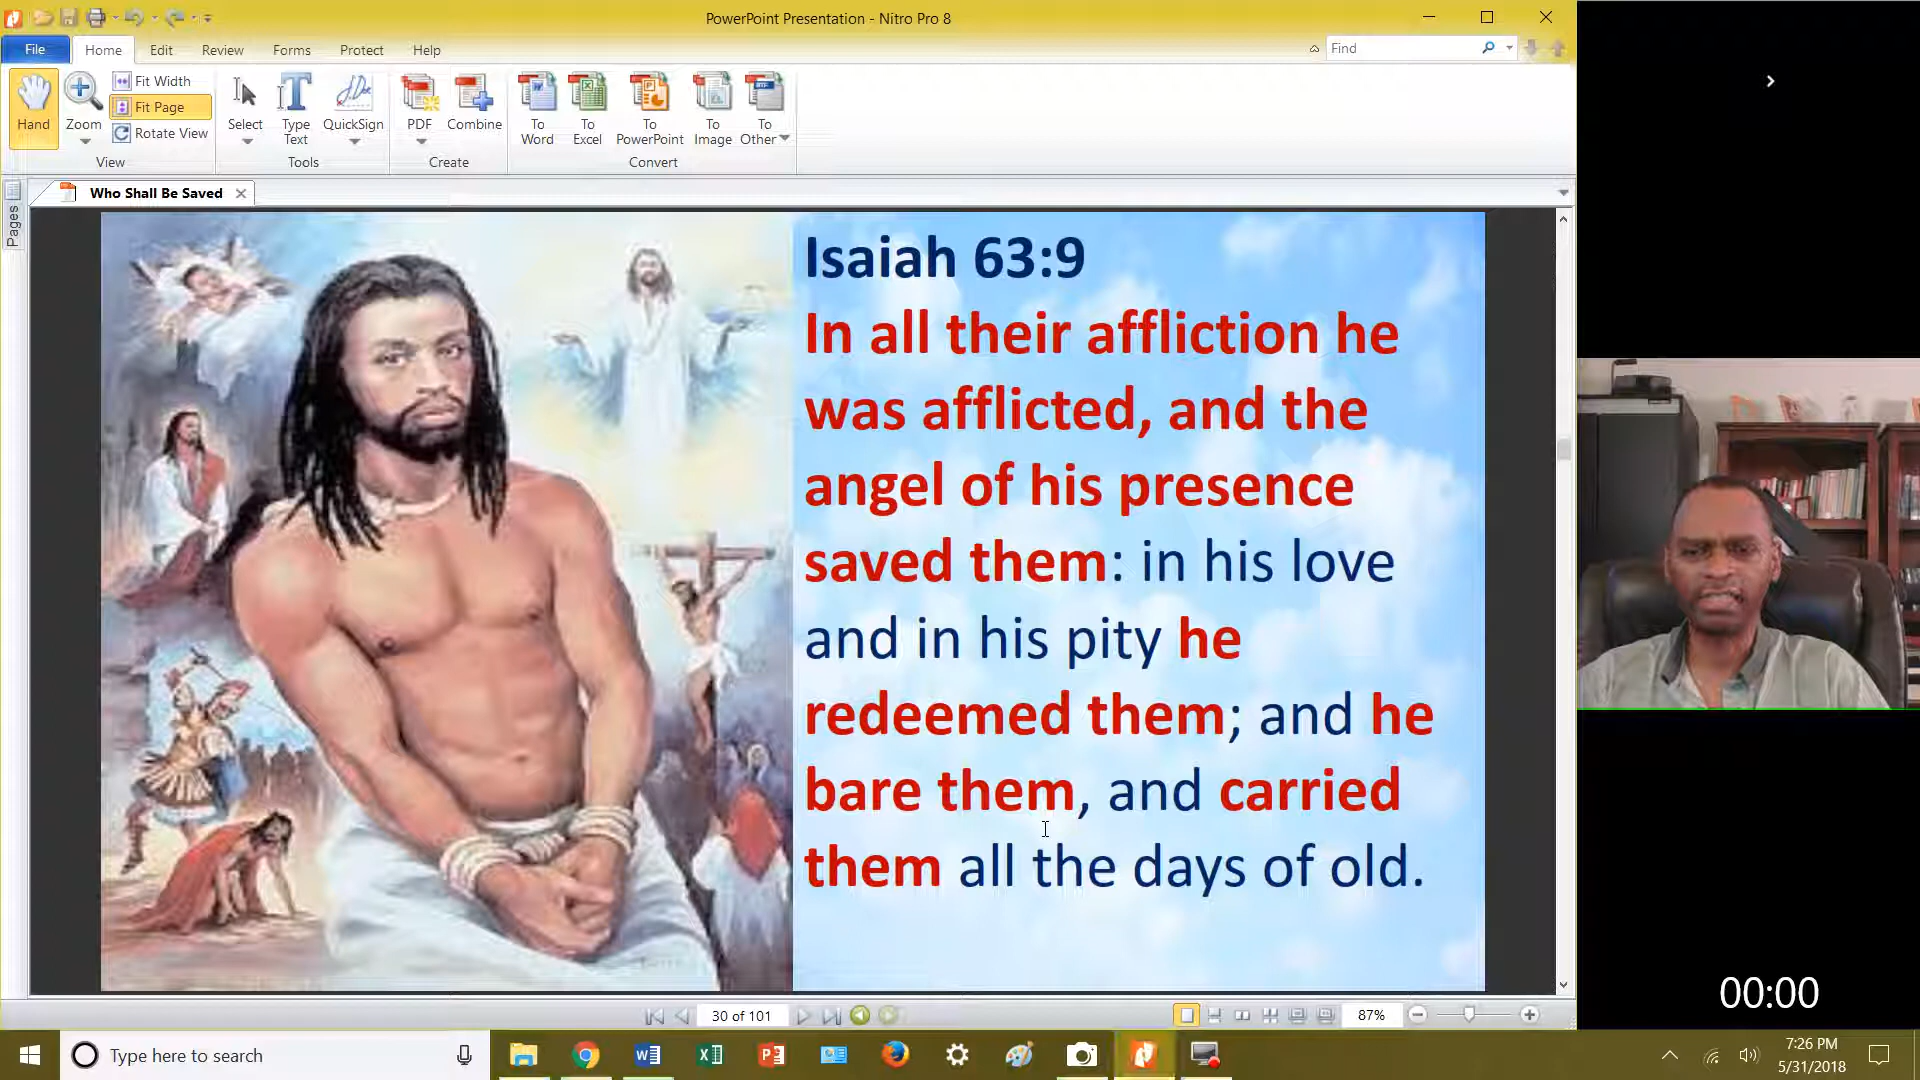 PowerPoint Presentation - Nitro Pro 8
File
Home
Edit
Review
Forms
Protect
Help
Find
Hand
Zoom
Fit Width
Fit Page
Rotate View
View
Select
Type
Text
QuickSign
Tools
PDF
Combine
Create
To
Word
To
Excel
To
PowerPoint
To
Image
To
Other
Convert
Who Shall Be Saved
Pages
Isaiah 63:9
In all their affliction he
was afflicted, and the
angel of his presence
saved them: in his love
and in his pity he
redeemed them; and he
bare them, and carried
them all the days of old.
00:00
30 of 101
87%
Type here to search
7:26 PM
5/31/2018